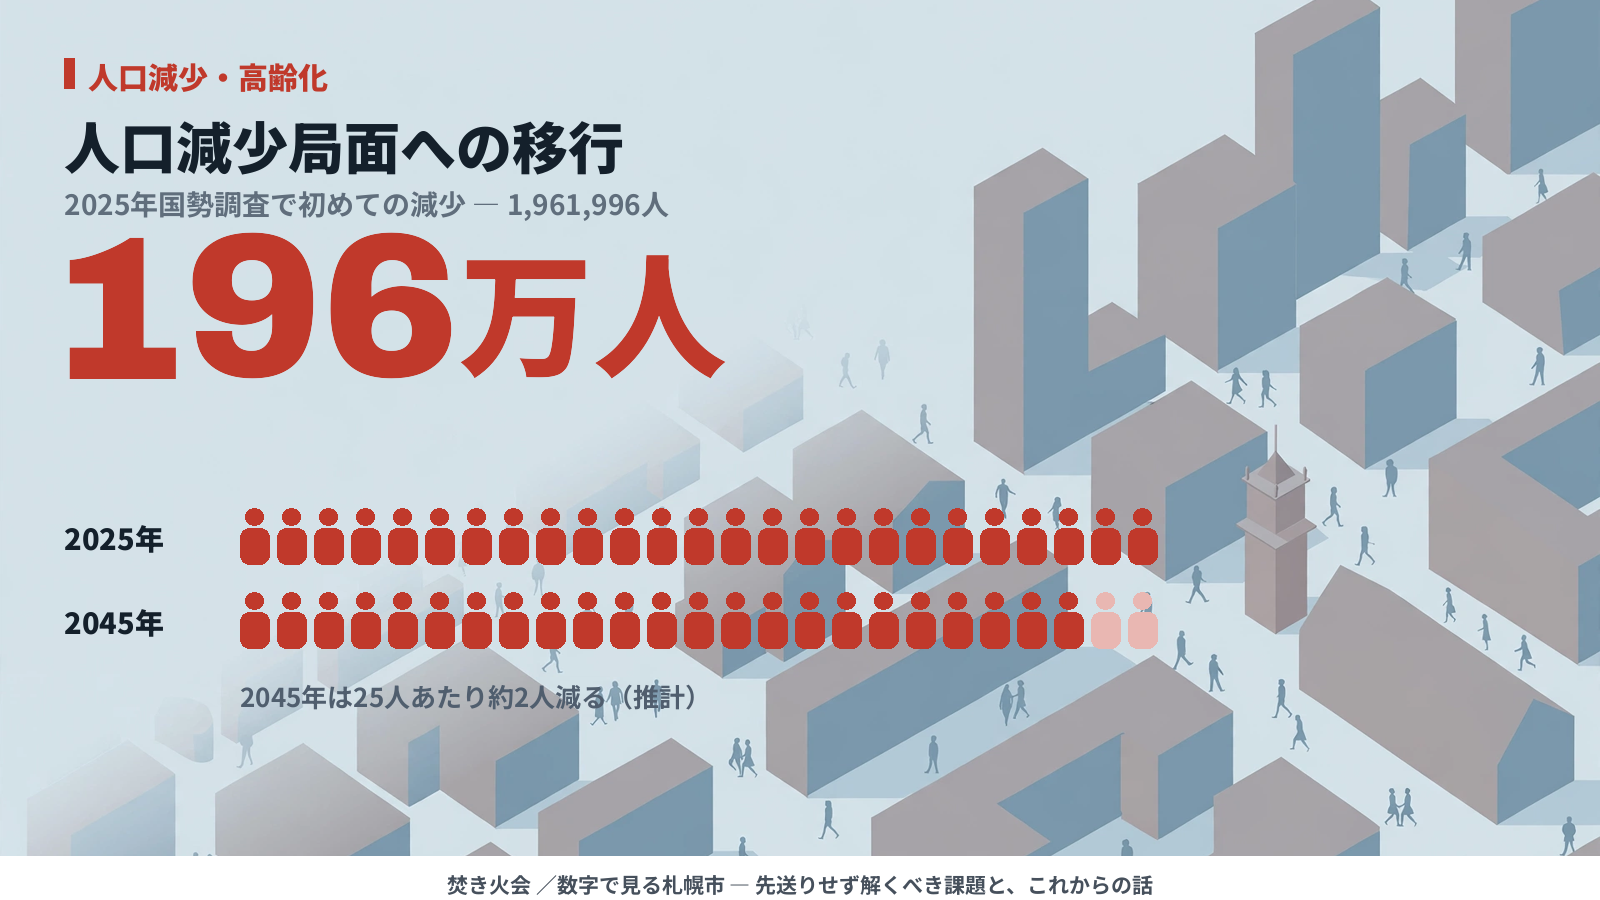 人口減少・高齢化
人口減少局面への移行
2025年国勢調査で初めての減少 — 1,961,996人
196万人
2025年
2045年
2045年は25人あたり約2人減る（推計）
焚き火会 ／数字で見る札幌市 — 先送りせず解くべき課題と、これからの話